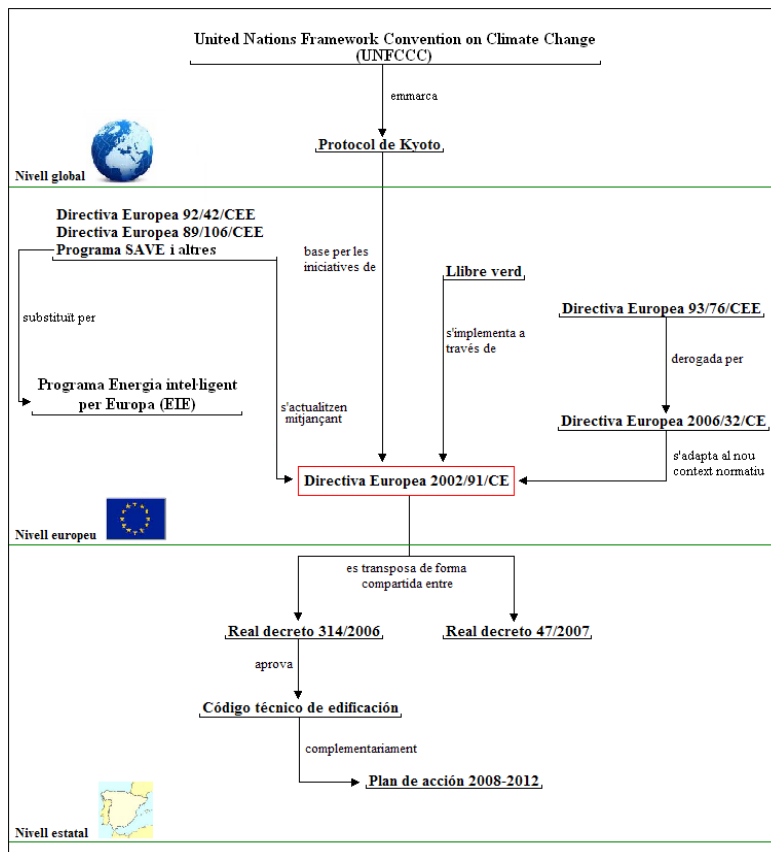 United Nations Framework Convention on Climate Change
(UNFCCC)
emmarca
Protocol de Kyoto
Nivell global
Directiva Europea 92/42/CEE
Directiva Europea 89/106/CEE
Programa SAVE i altres
base per les
iniciatives de
Llibre verd
Directiva Europea 93/76/CEE
substituït per
s'implementa a
través de
derogada per
Programa Energia intel·ligent
per Europa (EIE)
s'actualitzen
mitjançant
Directiva Europea 2006/32/CE
s'adapta al nou
context normatiu
Directiva Europea 2002/91/CE
Nivell europeu
es transposa de forma
compartida entre
Real decreto 314/2006
Real decreto 47/2007
aprova
Código técnico de edificación
complementariament
Plan de acción 2008-2012
Nivell estatal